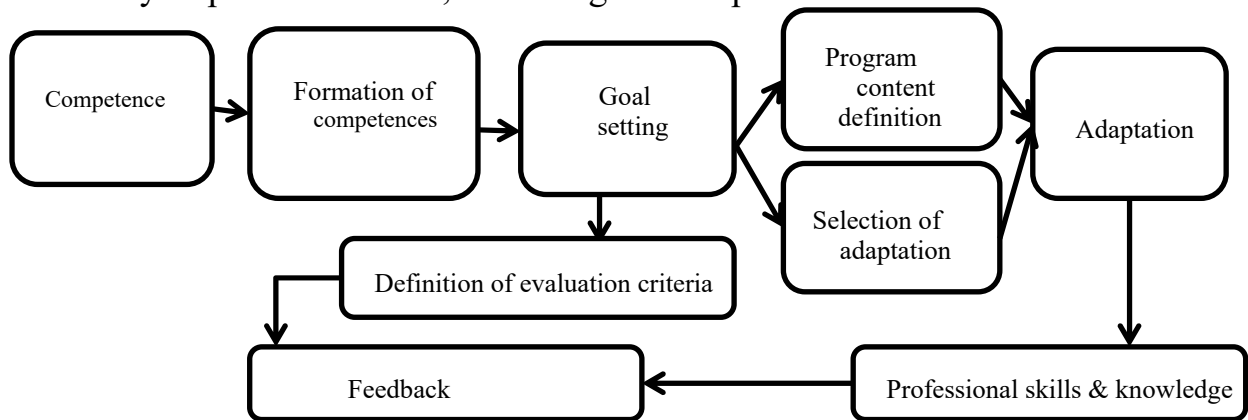 Competence
Formation of
competences
Goal
setting
Program
content
definition
Selection of
adaptation
Adaptation
Definition of evaluation criteria
Feedback
Professional skills & knowledge